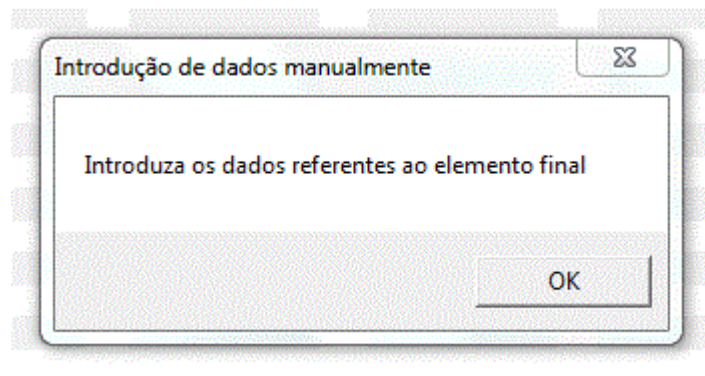 Introdução de dados manualmente
Introduza os dados referentes ao elemento final
OK